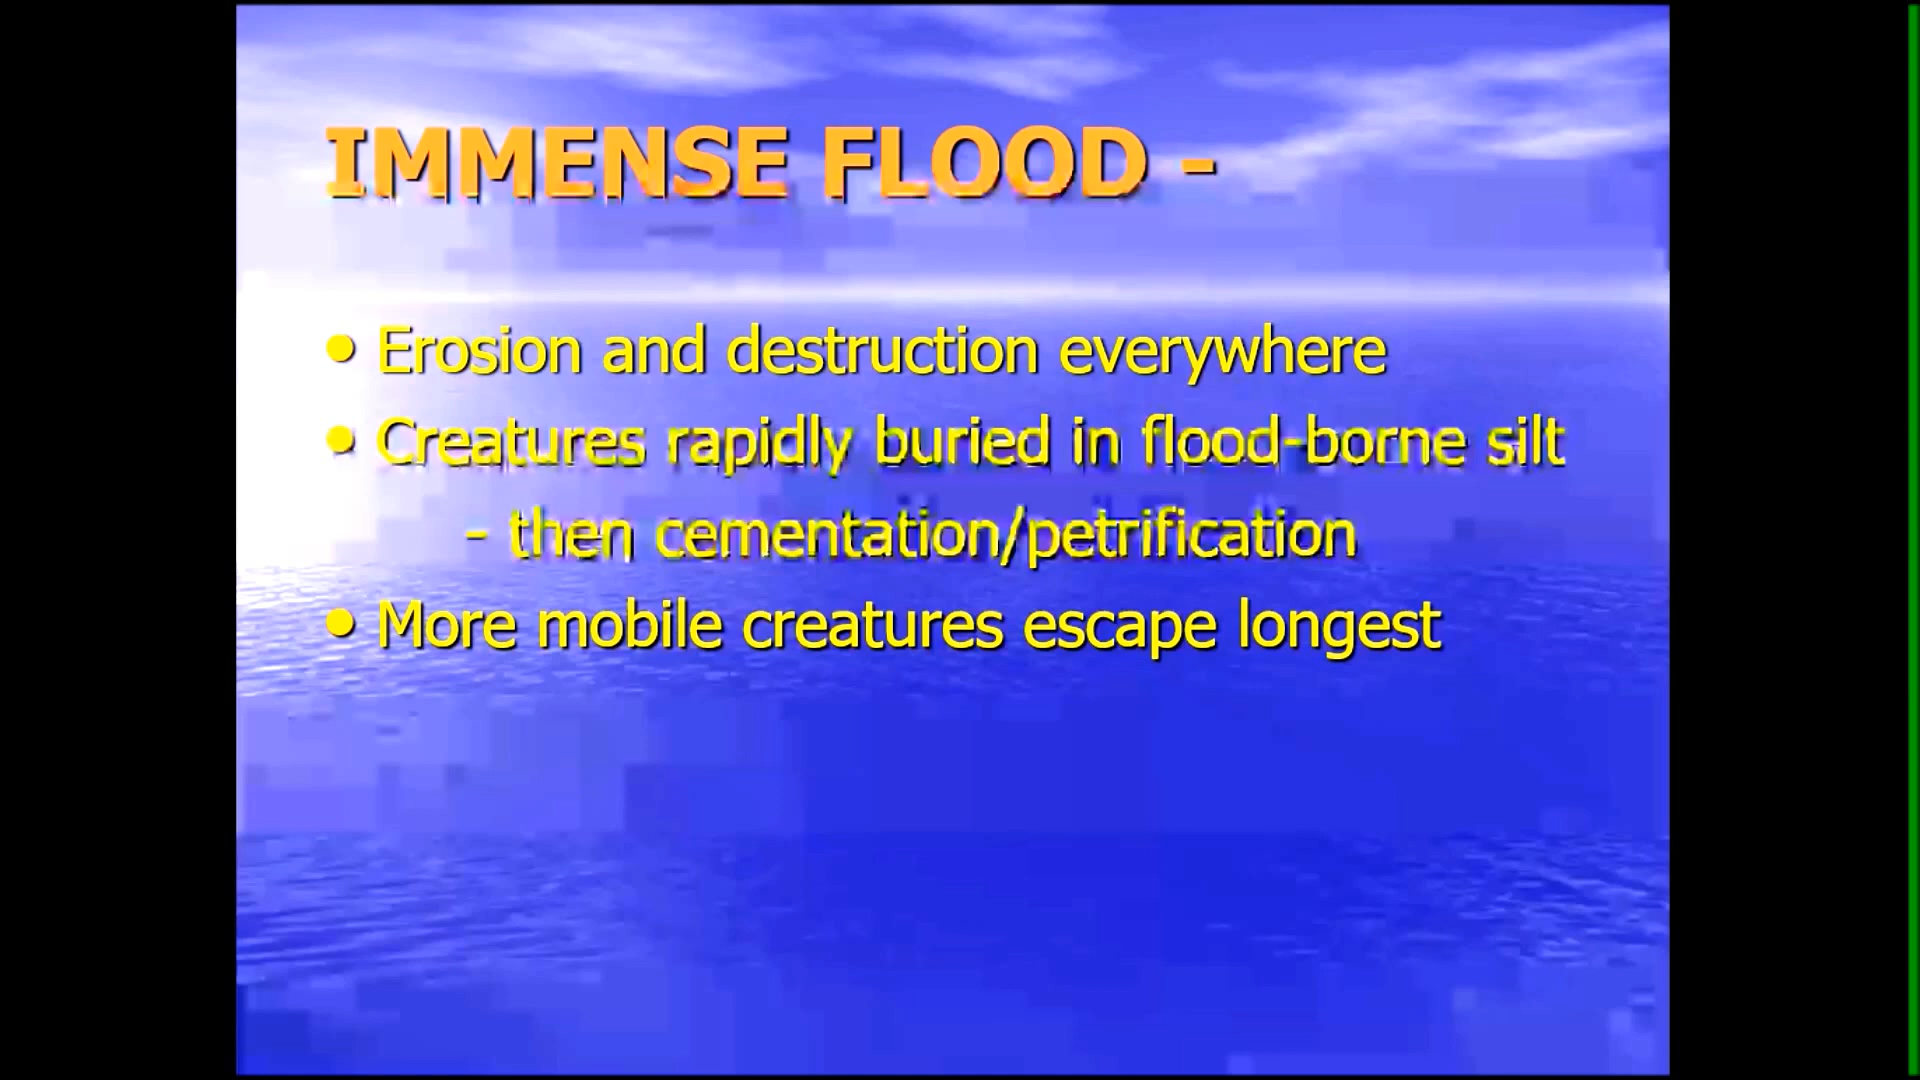 IMMENSE FLOOD -
• Erosion and destruction everywhere
• Creatures rapidly buried in flood-borne silt
- then cementation/petrification
• More mobile creatures escape longest